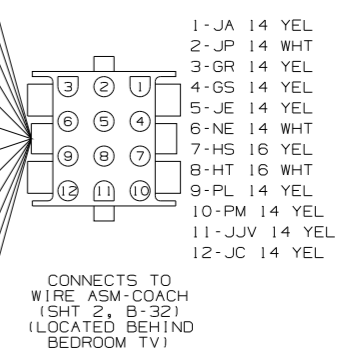 1-JA 14 YEL
2-JP 14 WHT
3-GR 14 YEL
4-GS 14 YEL
5-JE 14 YEL
6-NE 14 WHT
7-HS 16 YEL
8-HT 16 WHT
9-PL 14 YEL
10-PM 14 YEL
11-JJV 14 YEL
12-JC 14 YEL
3 2 1
6 5 4
9 8 7
12 11 10
CONNECTS TO
WIRE ASM-COACH
(SHT 2, B-32)
(LOCATED BEHIND
BEDROOM TV)